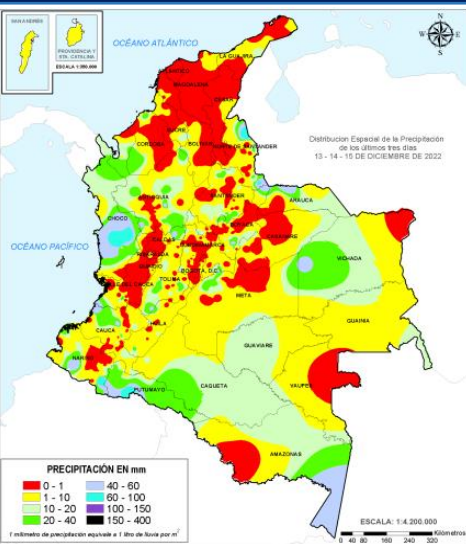 SAN ANDRÉS
PROVIDENCIA Y
STA. CATALINA
ESCALA 1:350.000
OCÉANO ATLÁNTICO
N
W E
S
LA GUAJIRA
ATLÁNTICO
MAGDALENA
CESAR
Distribucion Espacial de la Precipitación
de los últimos tres días
13 - 14 - 15 DE DICIEMBRE DE 2022
SUCRE
CORDOBA
BOLIVAR
NORTE DE SANTANDER
ANTIOQUIA
SANTANDER
ARAUCA
CHOCO
BOYACA
CASANARE
OCÉANO PACÍFICO
CALDAS
CUNDINAMARCA
RISARALDA
VICHADA
QUINDIO
BOGOTÁ, D.C.
TOLIMA
VALLE DEL CAUCA
META
GUAINIA
CAUCA
HUILA
GUAVIARE
NARIÑO
PUTUMAYO
CAQUETA
VAUPES
AMAZONAS
PRECIPITACIÓN EN mm
0 - 1 40 - 60
1 - 10 60 - 100
10 - 20 100 - 150
20 - 40 150 - 400
1 milímetro de precipitación equivale a 1 litro de lluvia por m²
ESCALA: 1:4.200.000
40 80 160 240 320 Kilómetros